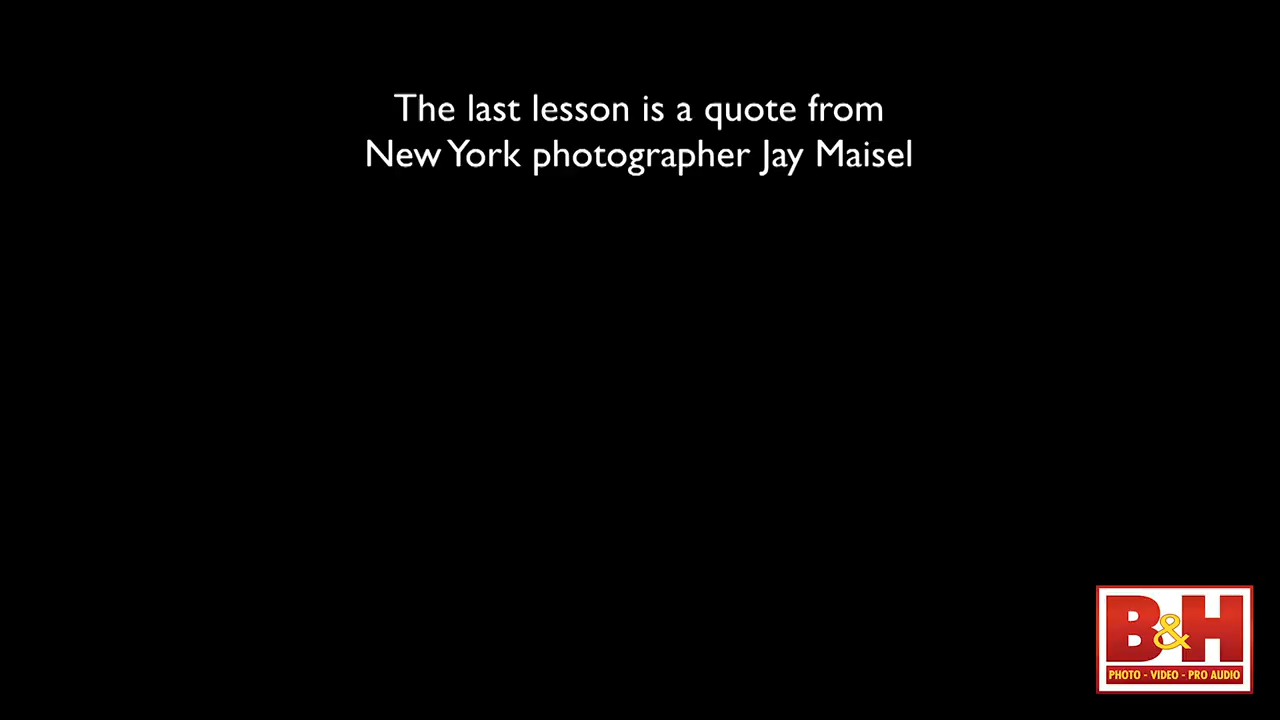 The last lesson is a quote from
New York photographer Jay Maisel
B&H
PHOTO - VIDEO - PRO AUDIO